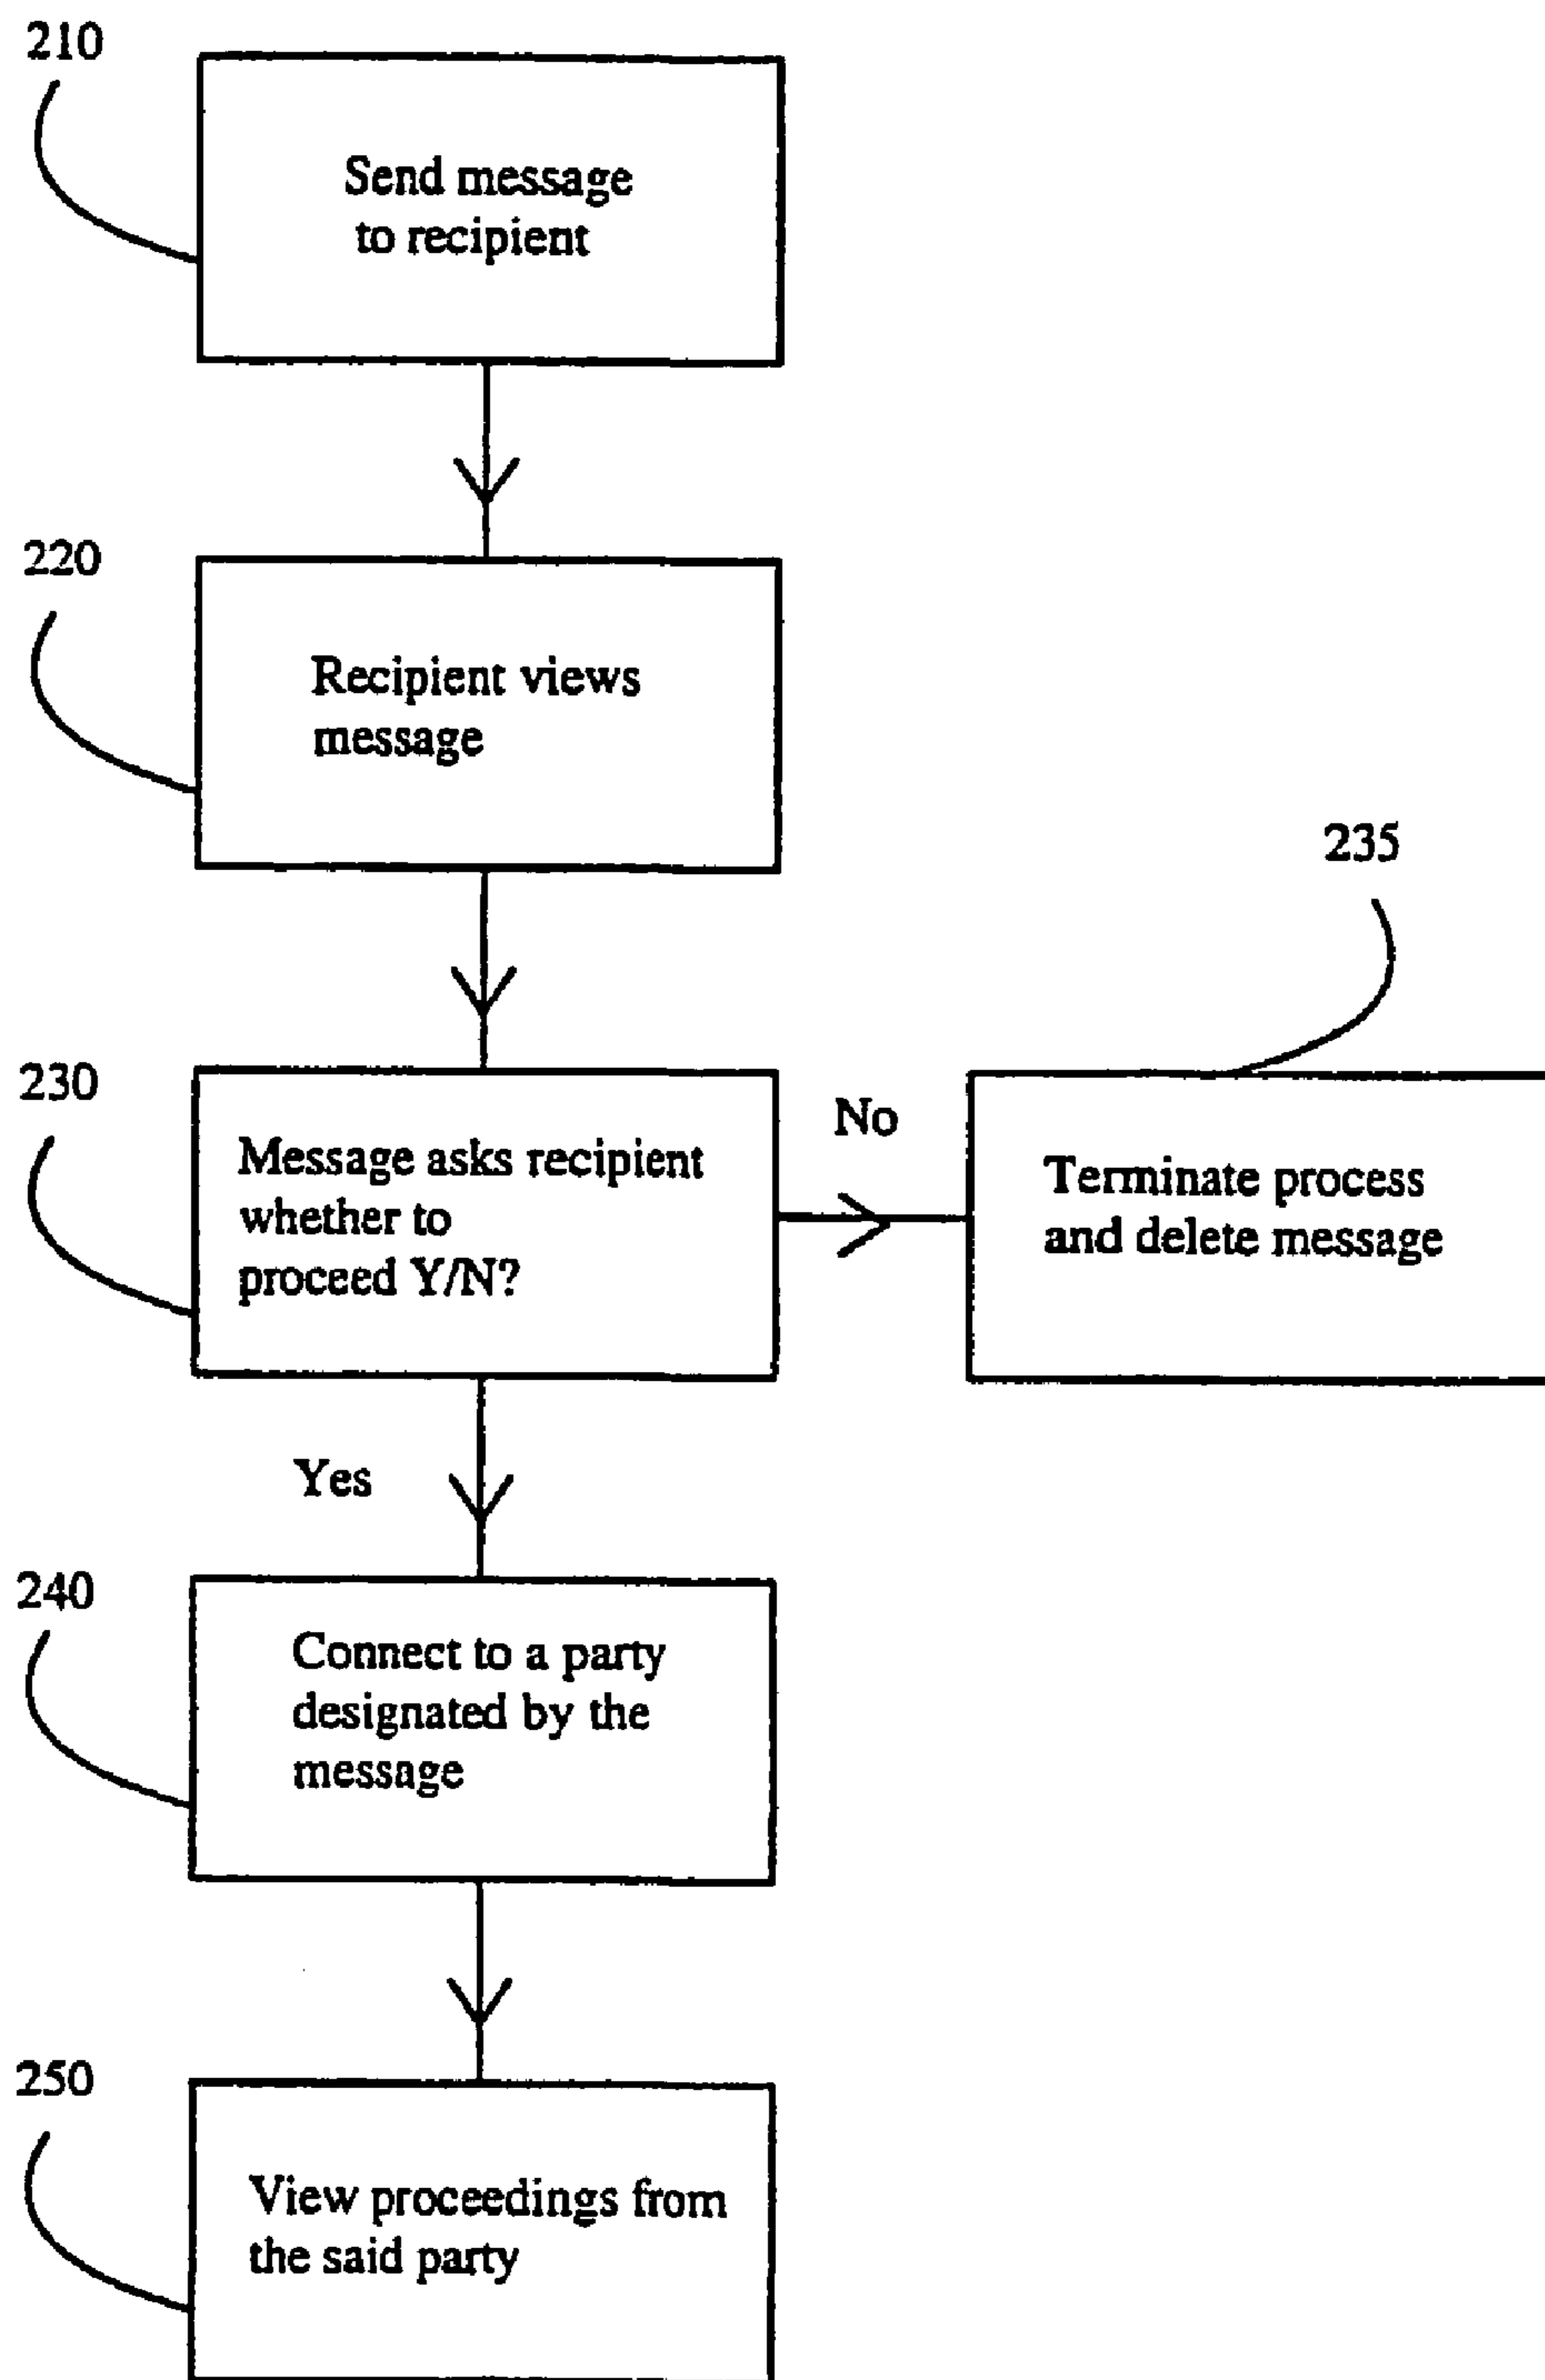 210
Send message
to recipient
220
Recipient views
message
235
230
Message asks recipient
whether to
proceed Y/N?
No
Terminate process
and delete message
Yes
240
Connect to a party
designated by the
message
250
View proceedings from
the said party